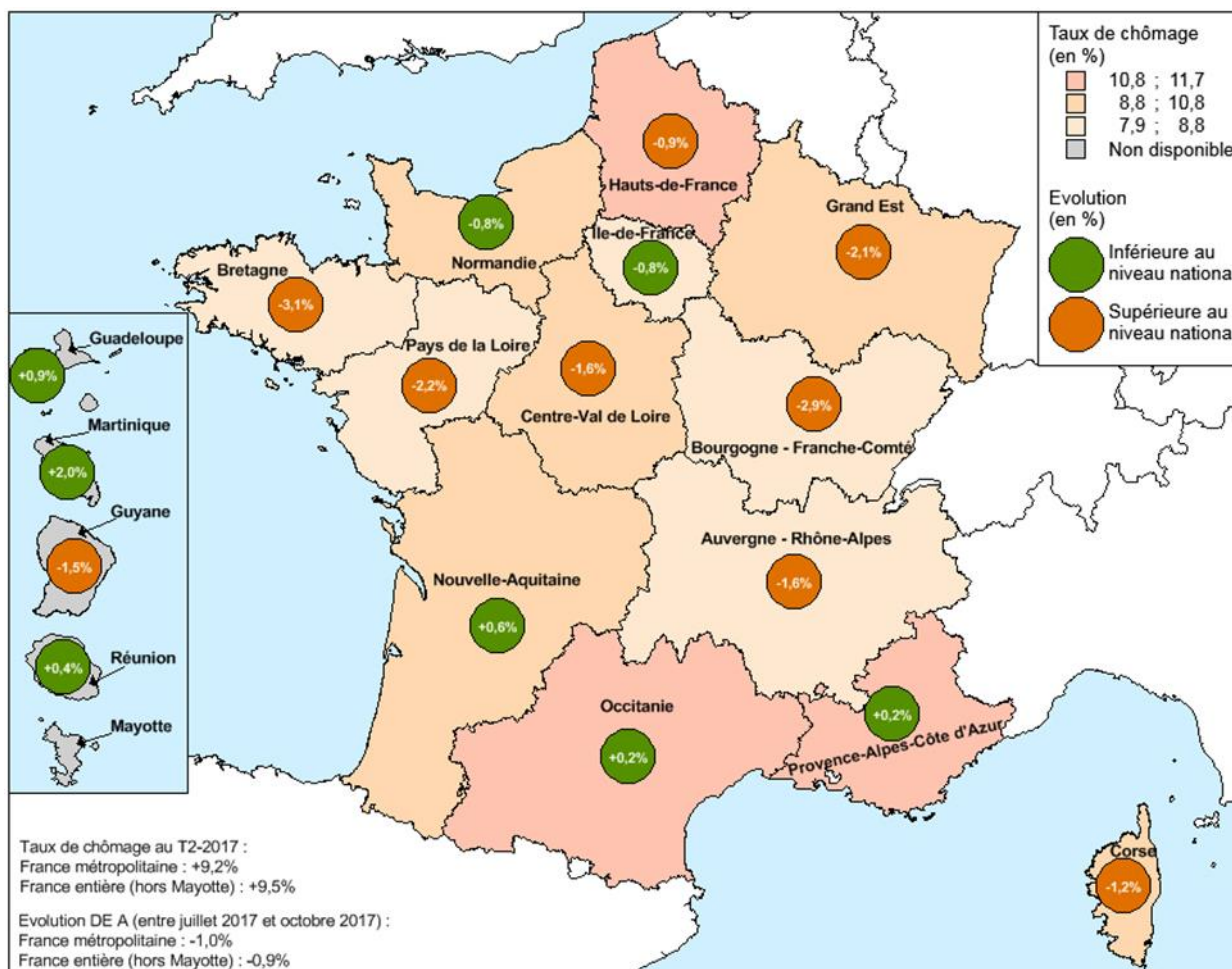 Taux de chômage
(en %)
10,8 ; 11,7
8,8 ; 10,8
7,9 ; 8,8
Non disponible
Evolution
(en %)
Inférieure au
niveau nationa
Supérieure au
niveau nationa
-0,9%
Hauts-de-France
Grand Est
-2,1%
-0,8%
Normandie
Île-de-France
-0,8%
Bretagne
-3,1%
Pays de la Loire
-2,2%
-1,6%
Centre-Val de Loire
-2,9%
Bourgogne - Franche-Comté
Auvergne - Rhône-Alpes
-1,6%
Nouvelle-Aquitaine
+0,6%
Occitanie
+0,2%
+0,2%
Provence-Alpes-Côte d'Azur
Corse
-1,2%
Guadeloupe
+0,9%
Martinique
+2,0%
Guyane
-1,5%
Réunion
+0,4%
Mayotte
Taux de chômage au T2-2017 :
France métropolitaine : +9,2%
France entière (hors Mayotte) : +9,5%
Evolution DE A (entre juillet 2017 et octobre 2017) :
France métropolitaine : -1,0%
France entière (hors Mayotte) : -0,9%